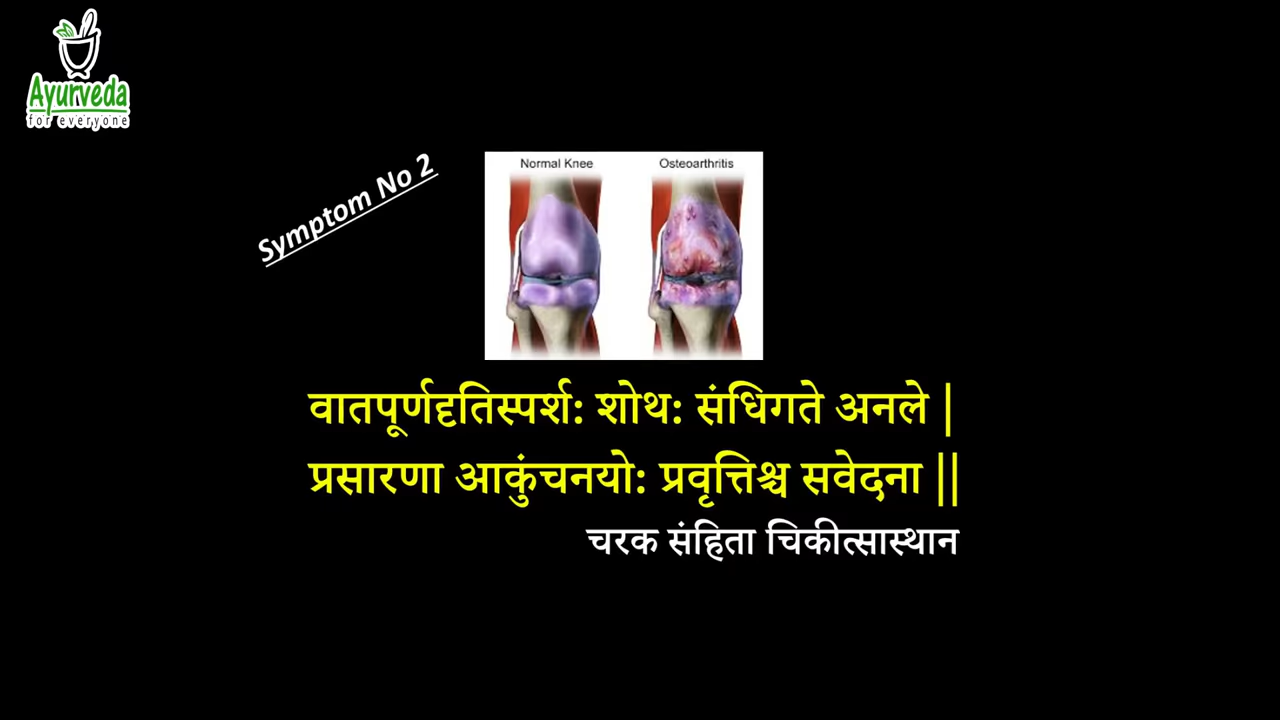 Ayurveda
for everyone
Symptom No 2
Normal Knee Osteoarthritis
वातपूर्णदृतिस्पर्श: शोथ: संधिगते अनले |
प्रसारणा आकुंचनयो: प्रवृत्तिश्च सवेदना ||
चरक संहिता चिकीत्सास्थान